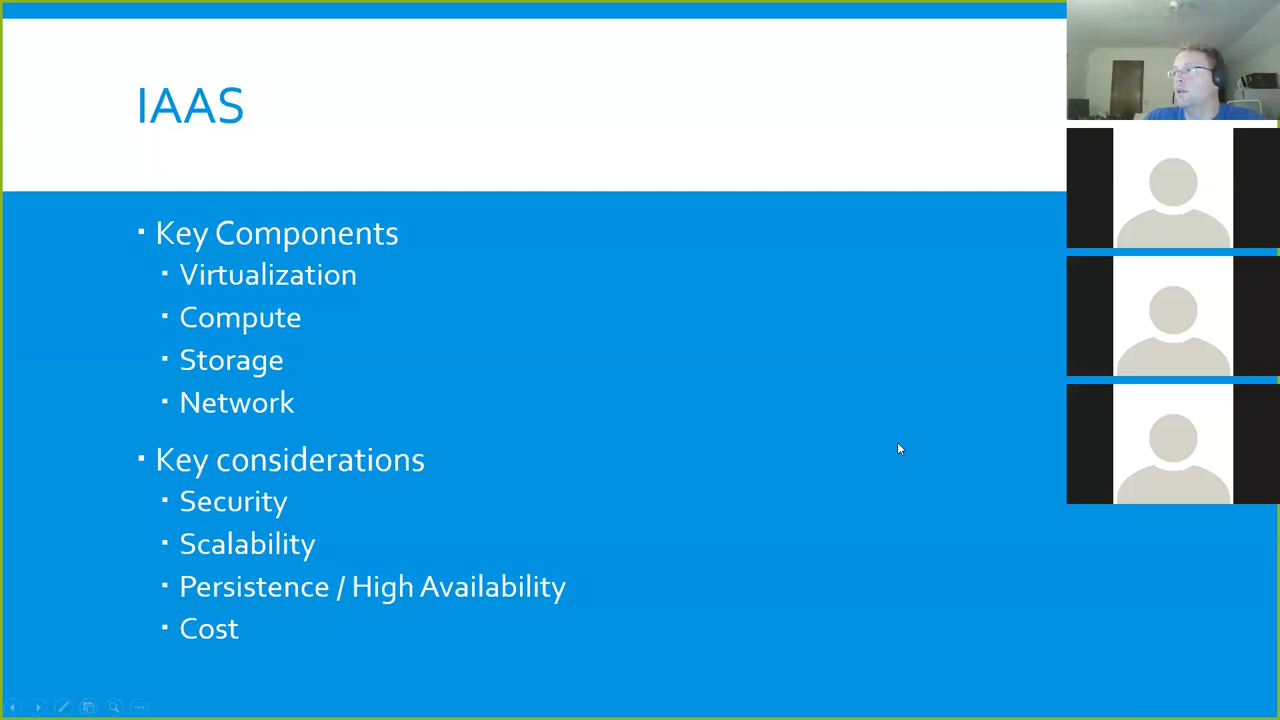 IAAS
Key Components
Virtualization
Compute
Storage
Network
Key considerations
Security
Scalability
Persistence / High Availability
Cost